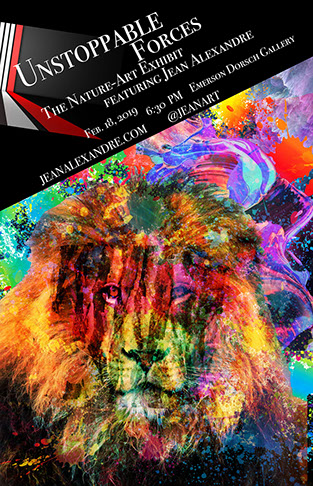 Unstoppable
Forces
The Nature-Art Exhibit
featuring Jean Alexandre
Feb. 18, 2019 6:30 pm Emerson Dorsch Gallery
jeanalexandre.com @jeanart